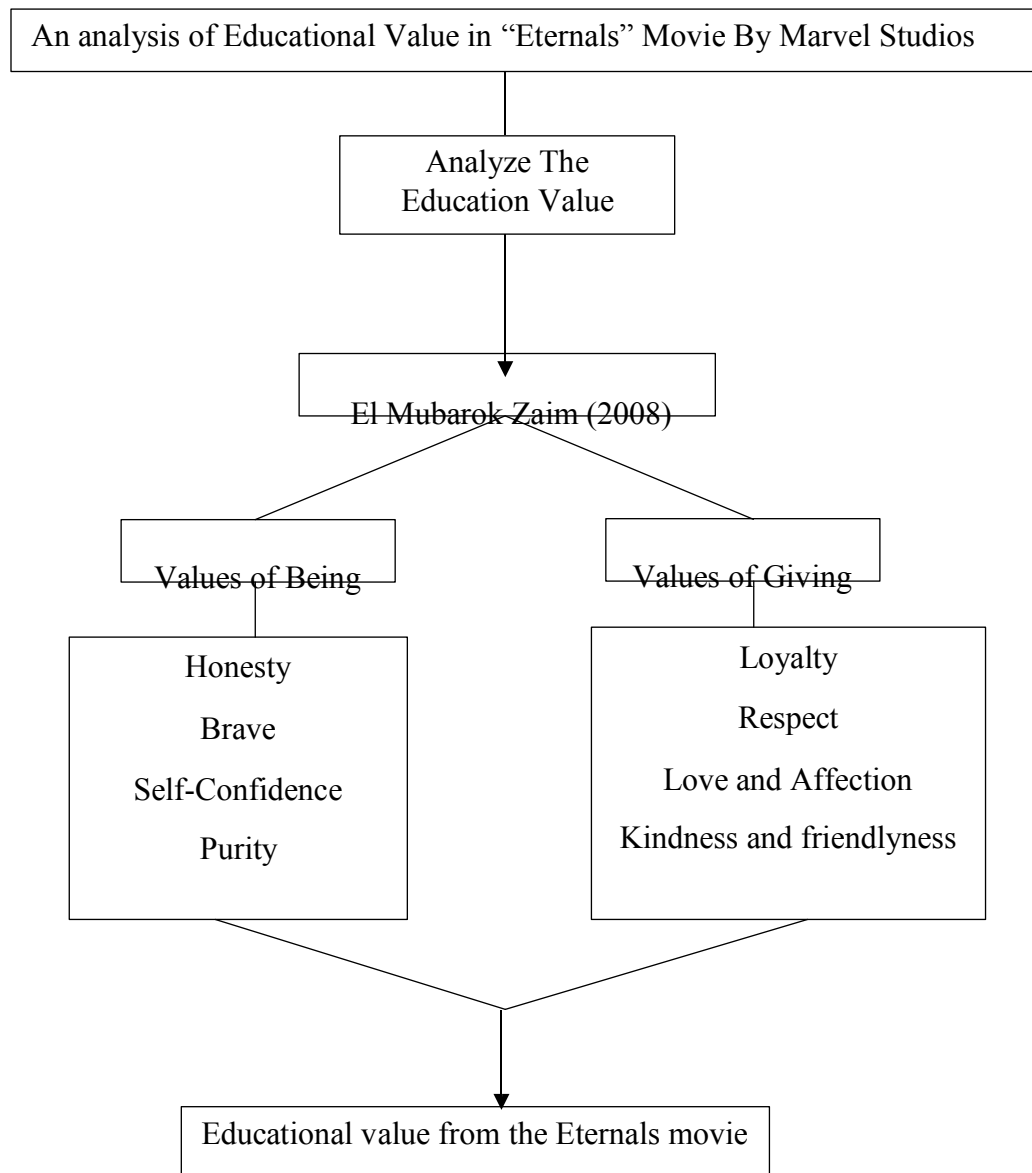 An analysis of Educational Value in “Eternals” Movie By Marvel Studios
Analyze The
Education Value
El Mubarok Zaim (2008)
Values of Being
Values of Giving
Honesty
Brave
Self-Confidence
Purity
Loyalty
Respect
Love and Affection
Kindness and friendlyness
Educational value from the Eternals movie